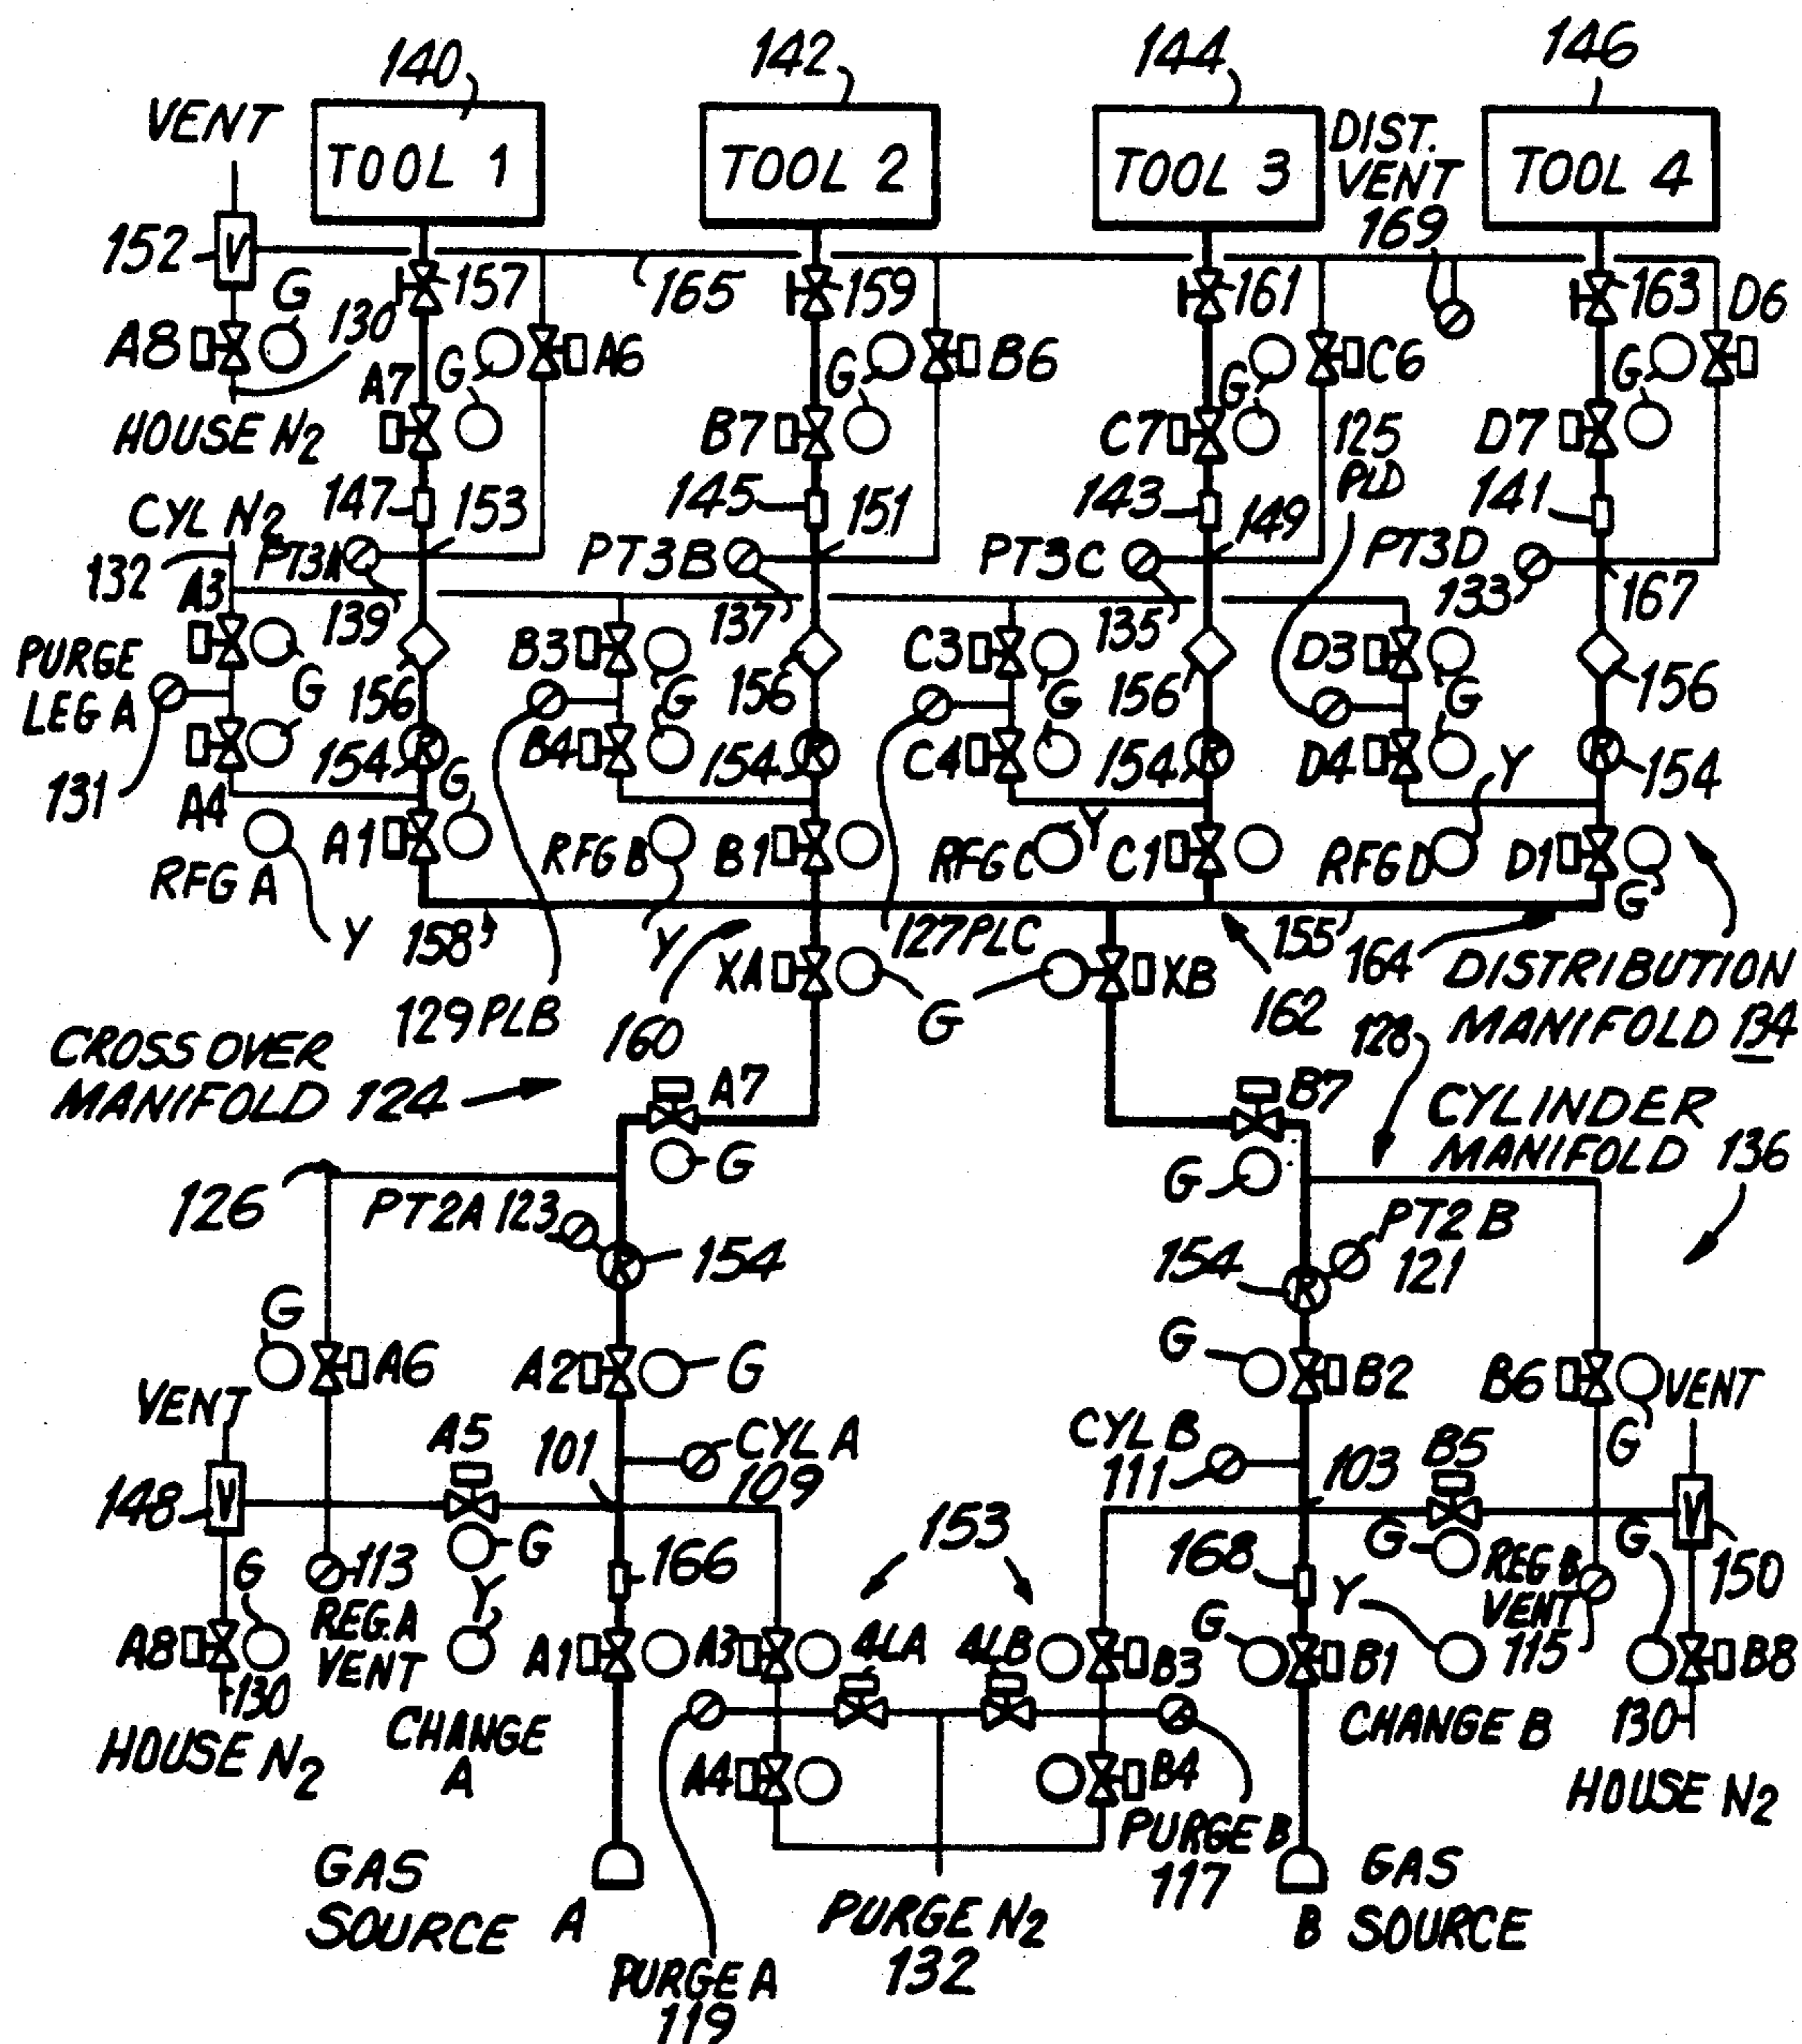 140 142 144 146
VENT
TOOL 1 TOOL 2 TOOL 3 DIST. VENT 169 TOOL 4
152 V
157 165 159 161 163 D6
G 130
A8 A7 G A6 G B6 G C6 G
HOUSE N2
B7 C7 125 PLD D7
CYL N2 147 153 145 151 143 149 141
132 PT3A PT3B PT3C PT3D
A3 139 137 135 133 167
PURGE LEG A
G 156 B3 G 156 C3 G 156 D3 G 156
131 154 R B4 154 R C4 154 R D4 Y R 154
A4 G
RFG A A1 RFG B B1 RFG C Y C1 RFG D D1
G
Y 158 Y 127 PLC 155 164
XA G XB
129 PLB 160 162 DISTRIBUTION
MANIFOLD 134
CROSS OVER
MANIFOLD 124
A7 B7 128
CYLINDER
MANIFOLD 136
G G
126 PT2A 123 PT2B
R 154 154 R 121
G G
A6 A2 G B2 B6
VENT VENT
A5 101 CYL A CYL B 103 B5 G
109 111
148 V V
G 153 G G 150
G 113 166 168 REG B
REG. A Y Y VENT
VENT 115
A8 A1 A3 4LA 4LB B3 G B1 B8
130 CHANGE CHANGE B 130
HOUSE N2 A A4 B4 HOUSE N2
PURGE B
117
GAS GAS
SOURCE A PURGE N2 B SOURCE
132
PURGE A
119